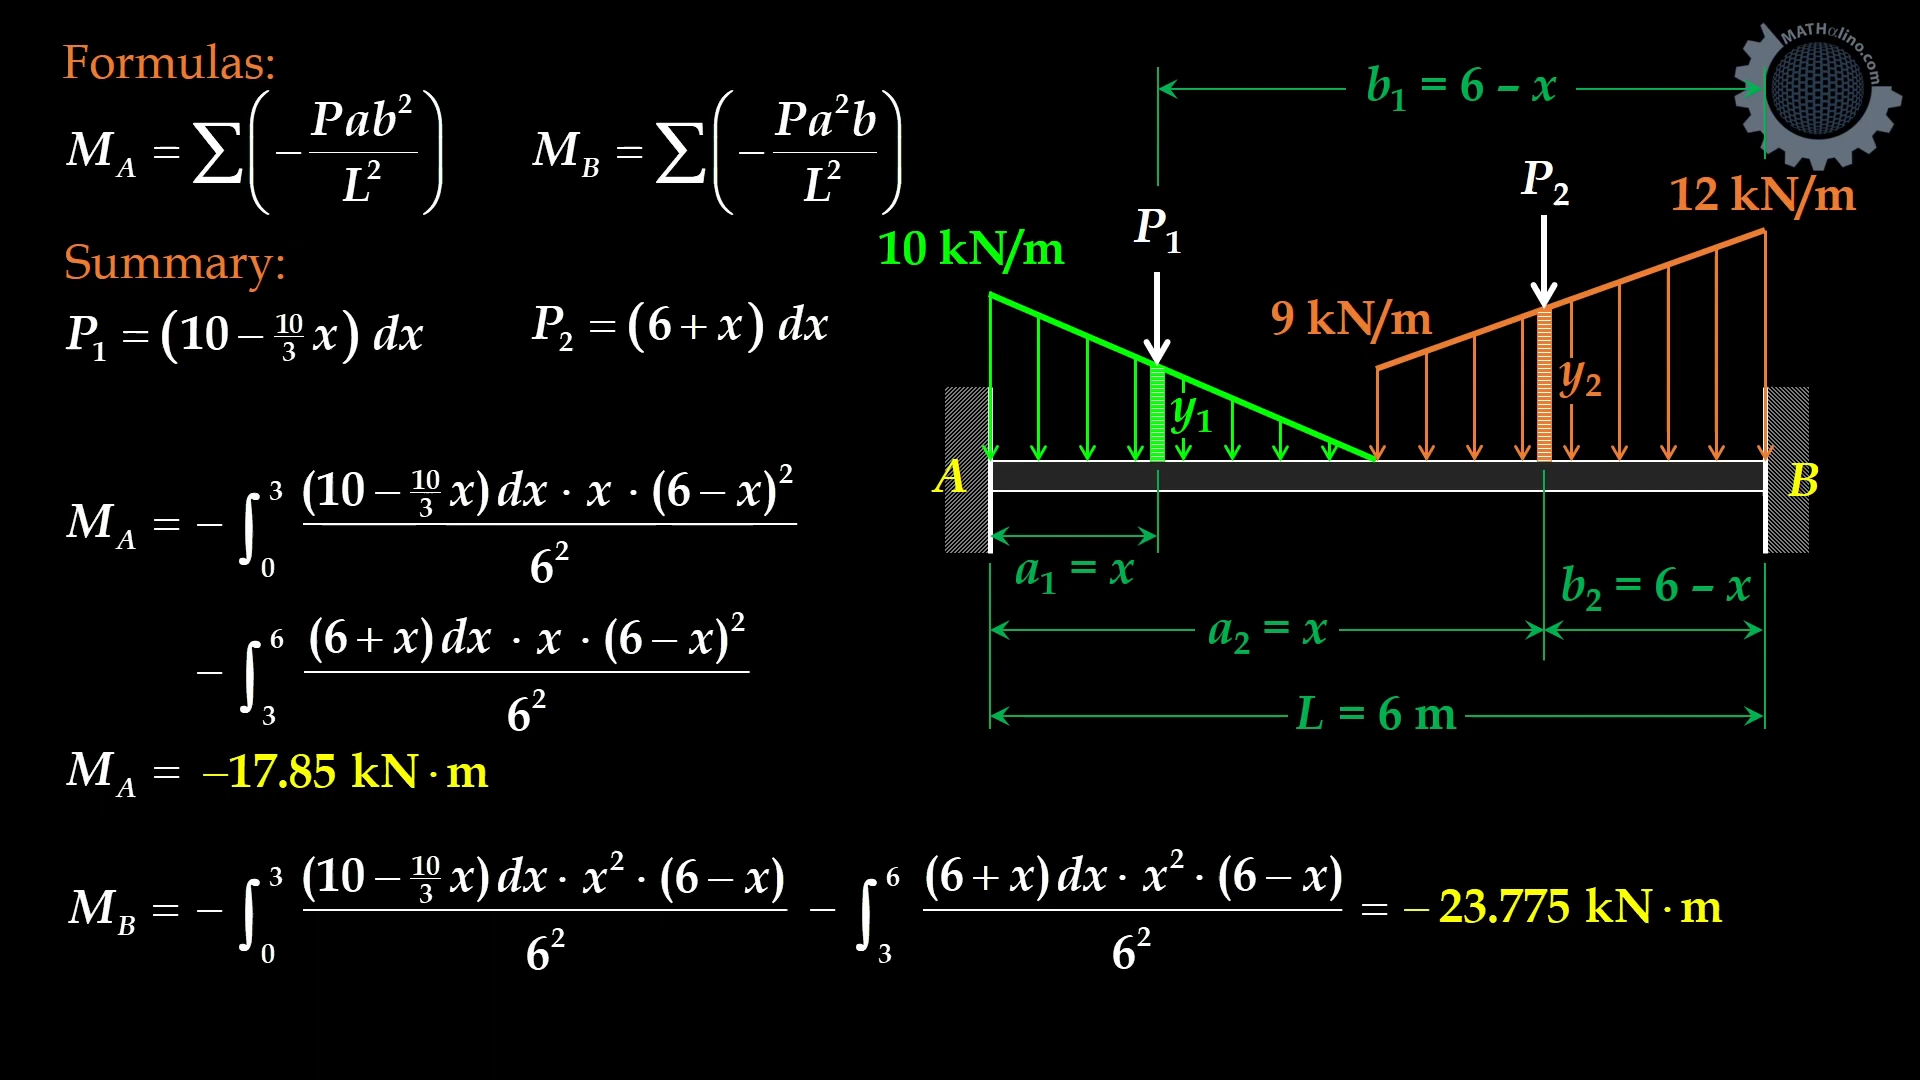 Formulas:
M_A = ∑(−Pab²/L²)    M_B = ∑(−Pa²b/L²)
Summary:
P₁ = (10 − 10/3 x) dx    P₂ = (6 + x) dx
M_A = − ∫₀³ (10 − 10/3 x) dx · x · (6 − x)² / 6²
− ∫₃⁶ (6 + x) dx · x · (6 − x)² / 6²
M_A = −17.85 kN · m
M_B = − ∫₀³ (10 − 10/3 x) dx · x² · (6 − x) / 6² − ∫₃⁶ (6 + x) dx · x² · (6 − x) / 6² = −23.775 kN · m
MATHalino.com
b₁ = 6 – x
P₂
12 kN/m
P₁
10 kN/m
9 kN/m
y₂
y₁
A
B
a₁ = x
b₂ = 6 – x
a₂ = x
L = 6 m